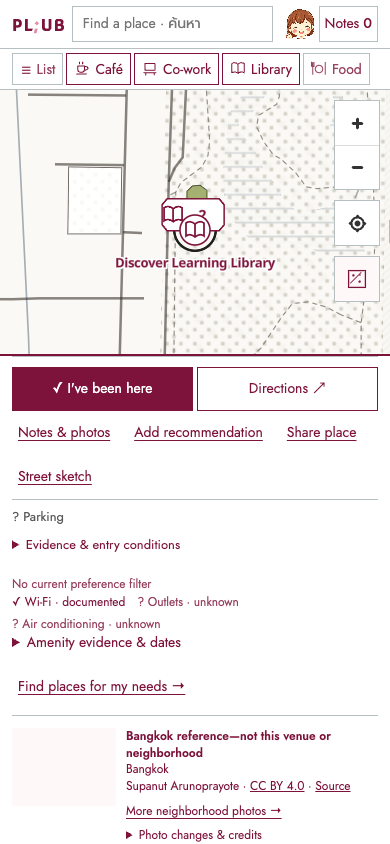 PL;UB
Find a place · ค้นหา
Notes 0
≡ List
Café
Co-work
Library
Food
+
−
?
Discover Learning Library
✓ I've been here
Directions ↗
Notes & photos
Add recommendation
Share place
Street sketch
? Parking
▶ Evidence & entry conditions
No current preference filter
✓ Wi-Fi · documented ? Outlets · unknown
? Air conditioning · unknown
▶ Amenity evidence & dates
Find places for my needs →
Bangkok reference—not this venue or
neighborhood
Bangkok
Supanut Arunoprayote · CC BY 4.0 · Source
More neighborhood photos →
▶ Photo changes & credits